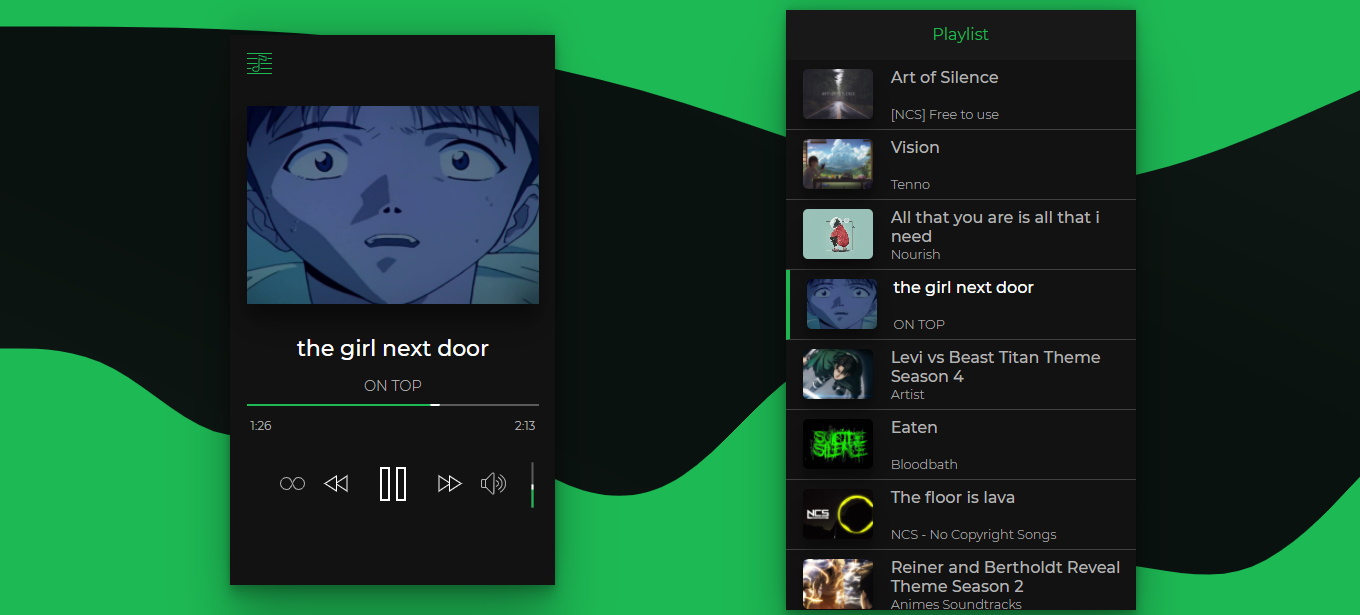 the girl next door
ON TOP
1:26
2:13
Playlist
Art of Silence
[NCS] Free to use
Vision
Tenno
All that you are is all that i
need
Nourish
the girl next door
ON TOP
Levi vs Beast Titan Theme
Season 4
Artist
SUICIDE
SILENCE
Eaten
Bloodbath
NCS
The floor is lava
NCS - No Copyright Songs
Reiner and Bertholdt Reveal
Theme Season 2
Animes Soundtracks